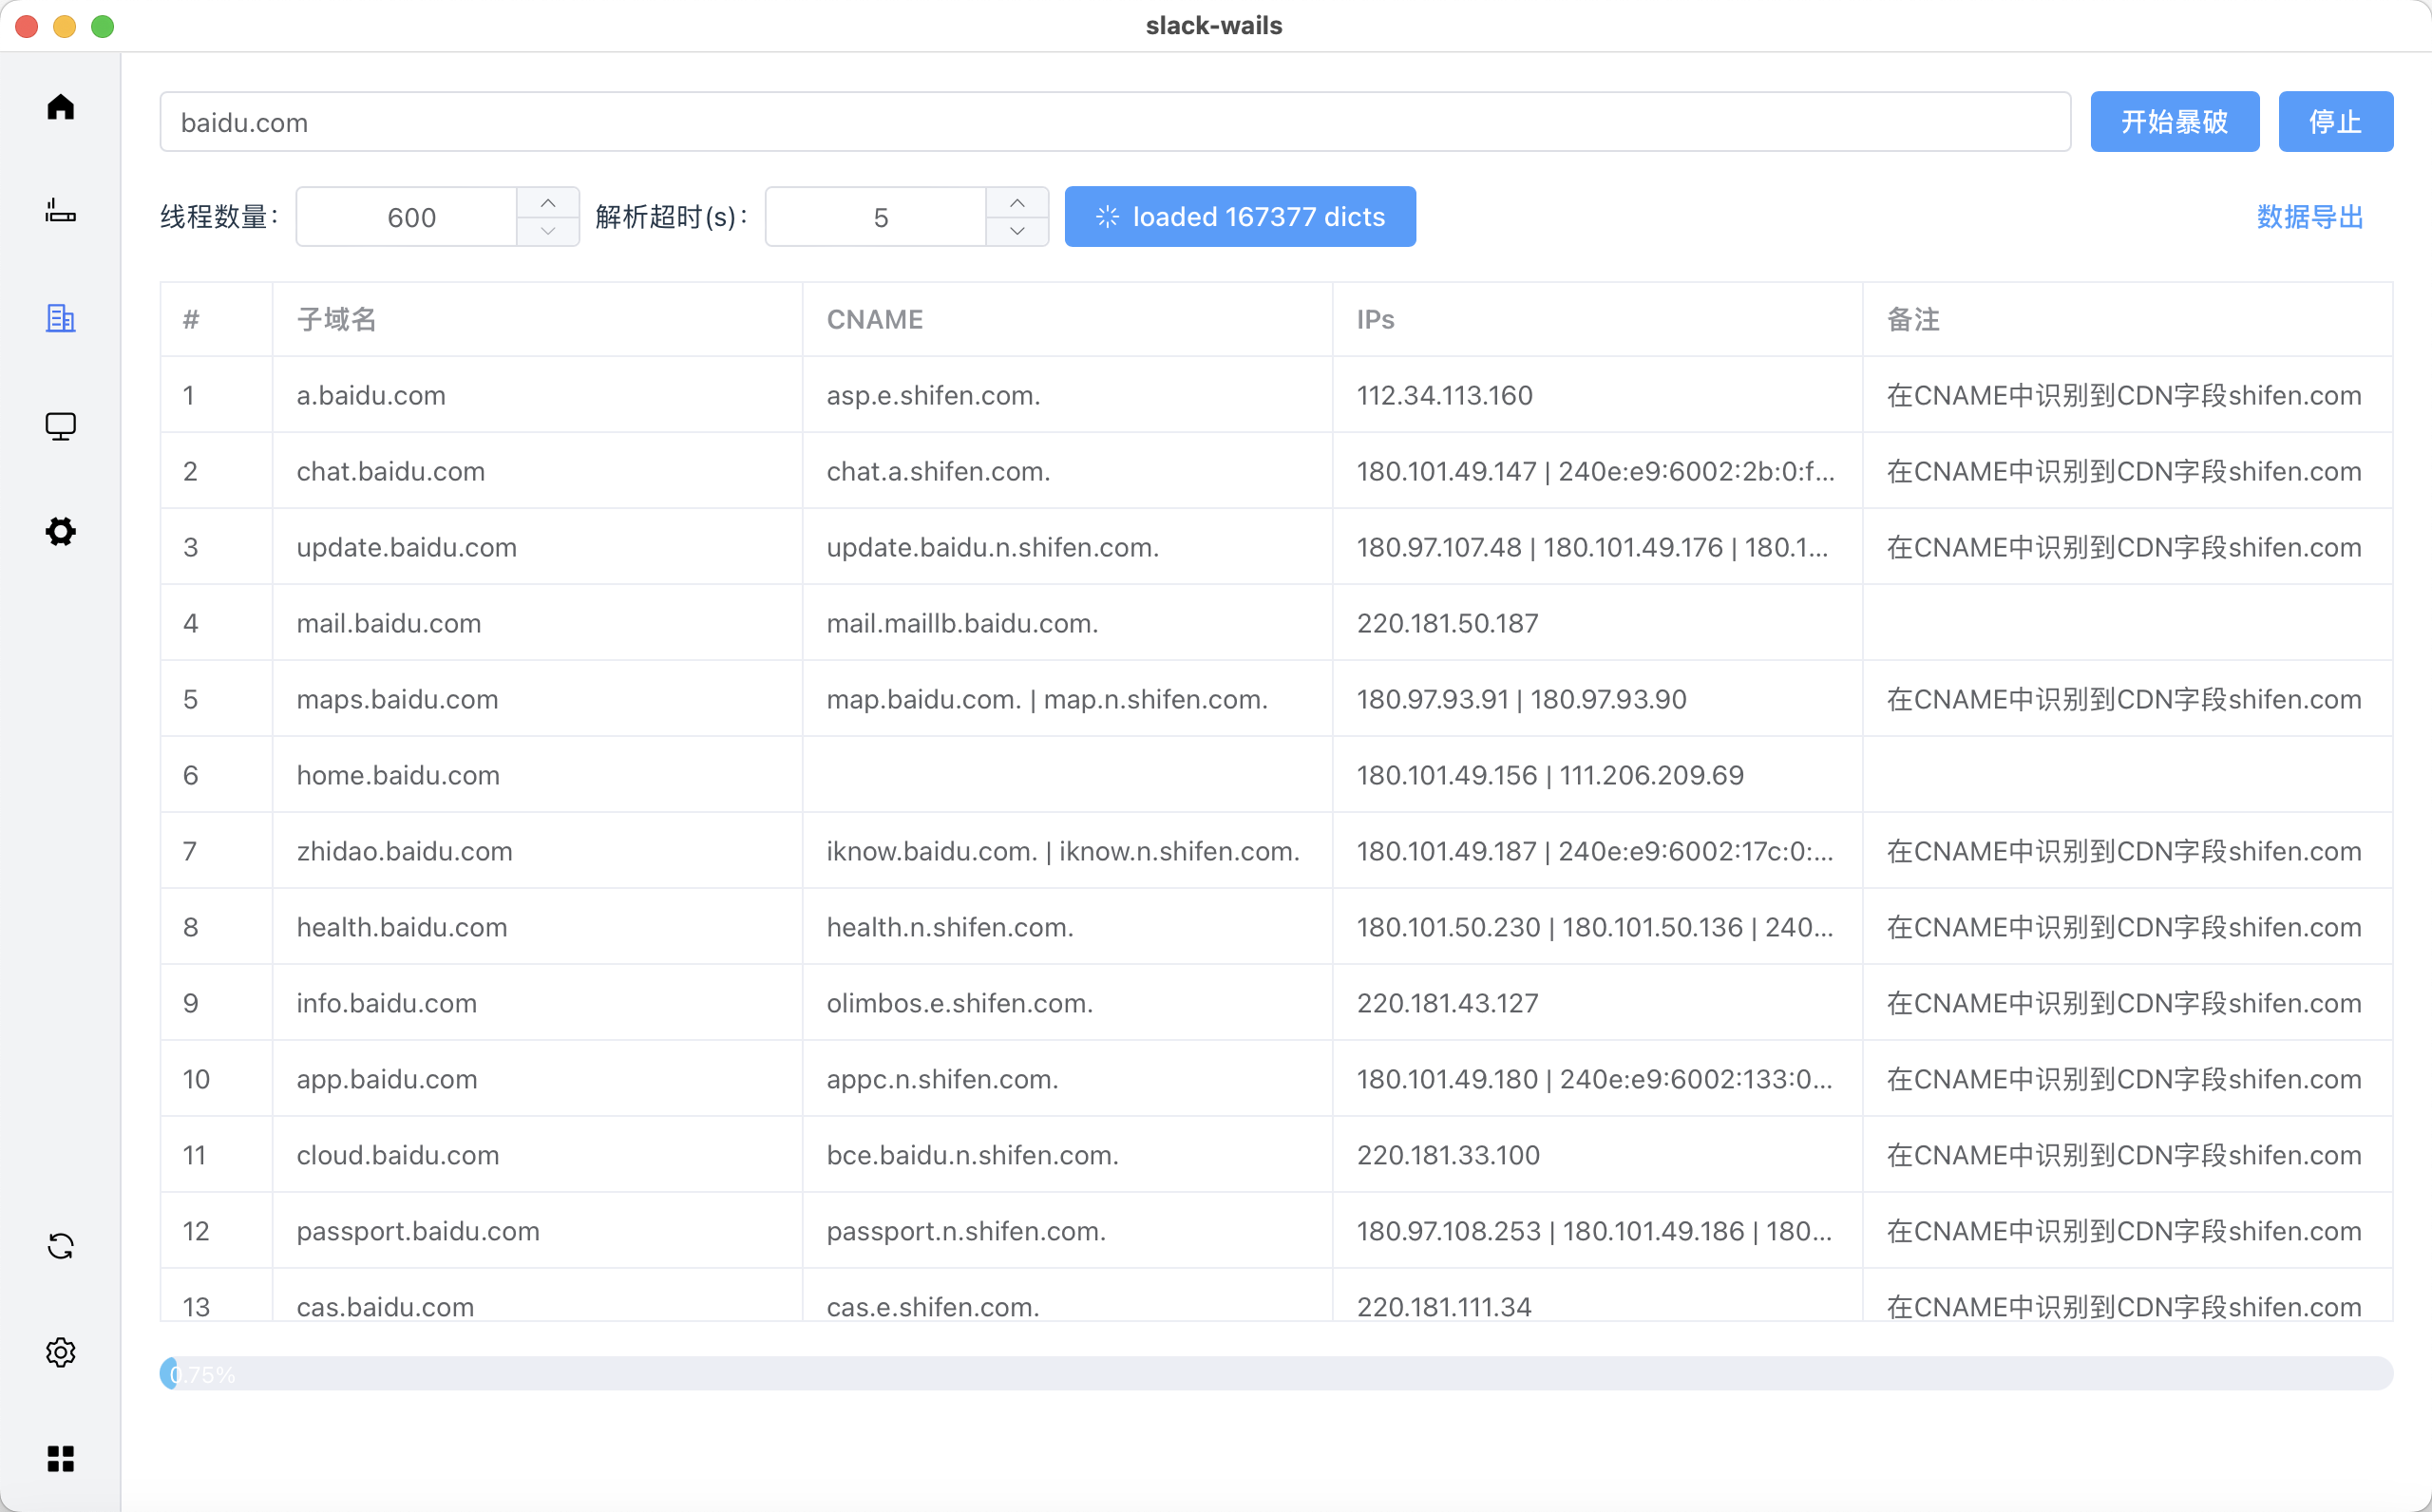 slack-wails
baidu.com 开始暴破 停止
线程数量: 600 解析超时(s): 5 loaded 167377 dicts 数据导出
# 子域名 CNAME IPs 备注
1 a.baidu.com asp.e.shifen.com. 112.34.113.160 在CNAME中识别到CDN字段shifen.com
2 chat.baidu.com chat.a.shifen.com. 180.101.49.147 | 240e:e9:6002:2b:0:f... 在CNAME中识别到CDN字段shifen.com
3 update.baidu.com update.baidu.n.shifen.com. 180.97.107.48 | 180.101.49.176 | 180.1... 在CNAME中识别到CDN字段shifen.com
4 mail.baidu.com mail.maillb.baidu.com. 220.181.50.187
5 maps.baidu.com map.baidu.com. | map.n.shifen.com. 180.97.93.91 | 180.97.93.90 在CNAME中识别到CDN字段shifen.com
6 home.baidu.com 180.101.49.156 | 111.206.209.69
7 zhidao.baidu.com iknow.baidu.com. | iknow.n.shifen.com. 180.101.49.187 | 240e:e9:6002:17c:0:... 在CNAME中识别到CDN字段shifen.com
8 health.baidu.com health.n.shifen.com. 180.101.50.230 | 180.101.50.136 | 240... 在CNAME中识别到CDN字段shifen.com
9 info.baidu.com olimbos.e.shifen.com. 220.181.43.127 在CNAME中识别到CDN字段shifen.com
10 app.baidu.com appc.n.shifen.com. 180.101.49.180 | 240e:e9:6002:133:0... 在CNAME中识别到CDN字段shifen.com
11 cloud.baidu.com bce.baidu.n.shifen.com. 220.181.33.100 在CNAME中识别到CDN字段shifen.com
12 passport.baidu.com passport.n.shifen.com. 180.97.108.253 | 180.101.49.186 | 180... 在CNAME中识别到CDN字段shifen.com
13 cas.baidu.com cas.e.shifen.com. 220.181.111.34 在CNAME中识别到CDN字段shifen.com
0.75%